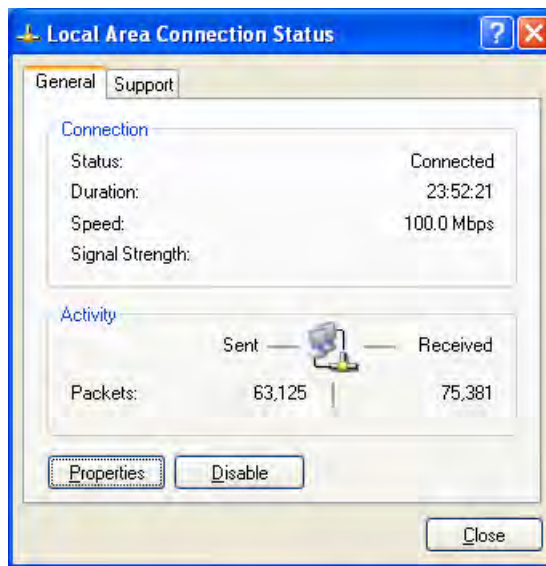 Local Area Connection Status
General Support
Connection
Status: Connected
Duration: 23:52:21
Speed: 100.0 Mbps
Signal Strength:
Activity
Sent Received
Packets: 63,125 75,381
Properties Disable
Close